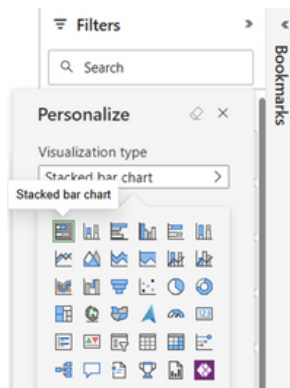 Filters
Search
Bookmarks
Personalize
Visualization type
Stacked bar chart
Stacked bar chart